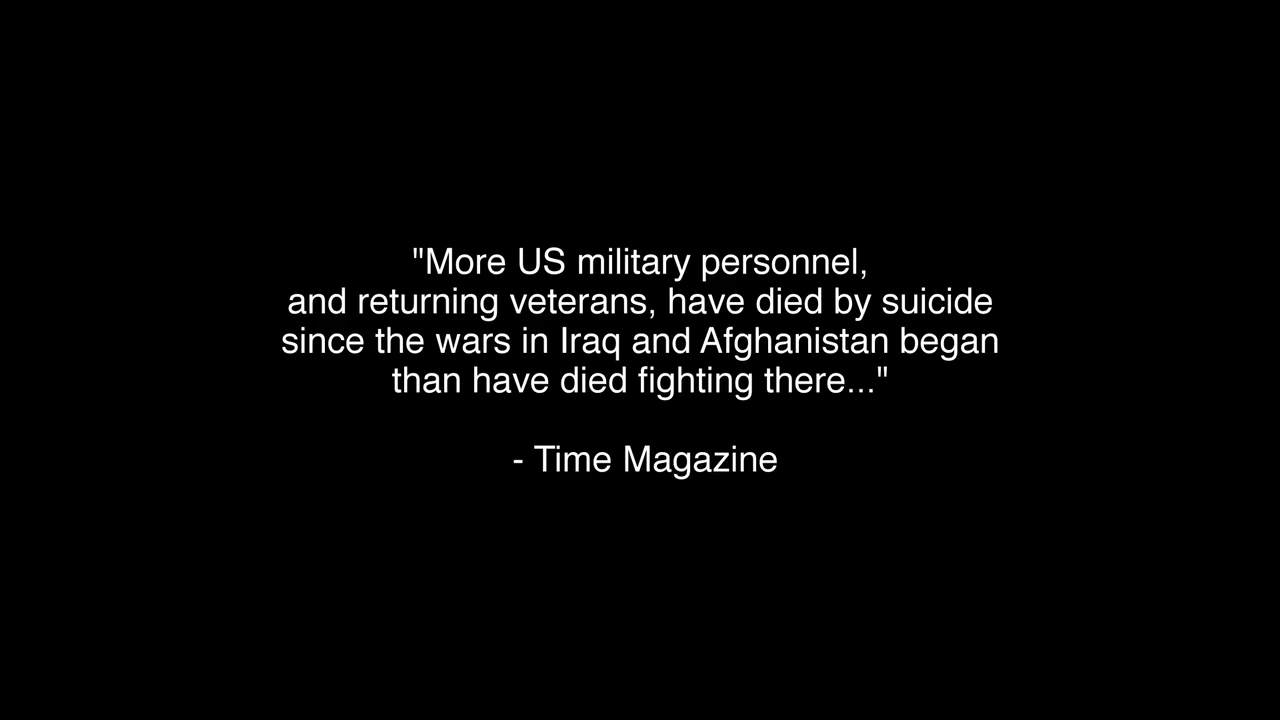 "More US military personnel,
and returning veterans, have died by suicide
since the wars in Iraq and Afghanistan began
than have died fighting there..."
- Time Magazine